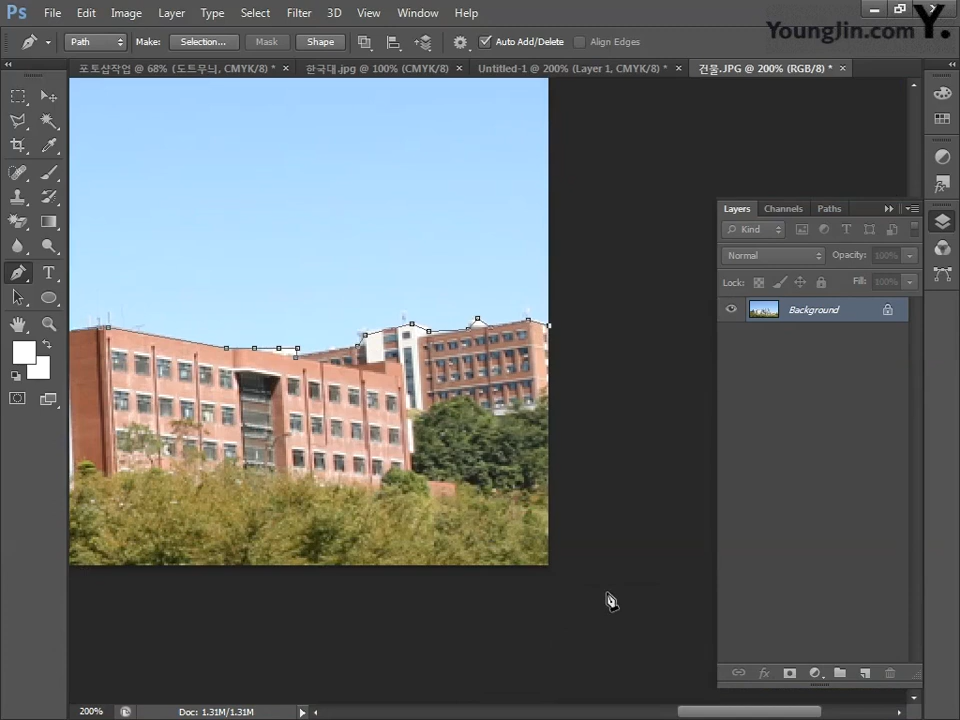 Ps File Edit Image Layer Type Select Filter 3D View Window Help
YoungJin.com Y.
Path Make: Selection... Mask Shape Auto Add/Delete Align Edges
포토샵작업 @ 68% (도트무늬, CMYK/8) * × 한국대.jpg @ 100% (CMYK/8) × Untitled-1 @ 200% (Layer 1, CMYK/8) * × 건물.JPG @ 200% (RGB/8) * ×
Layers Channels Paths
Kind
Normal Opacity: 100%
Lock: Fill: 100%
Background
fx
200% Doc: 1.31M/1.31M